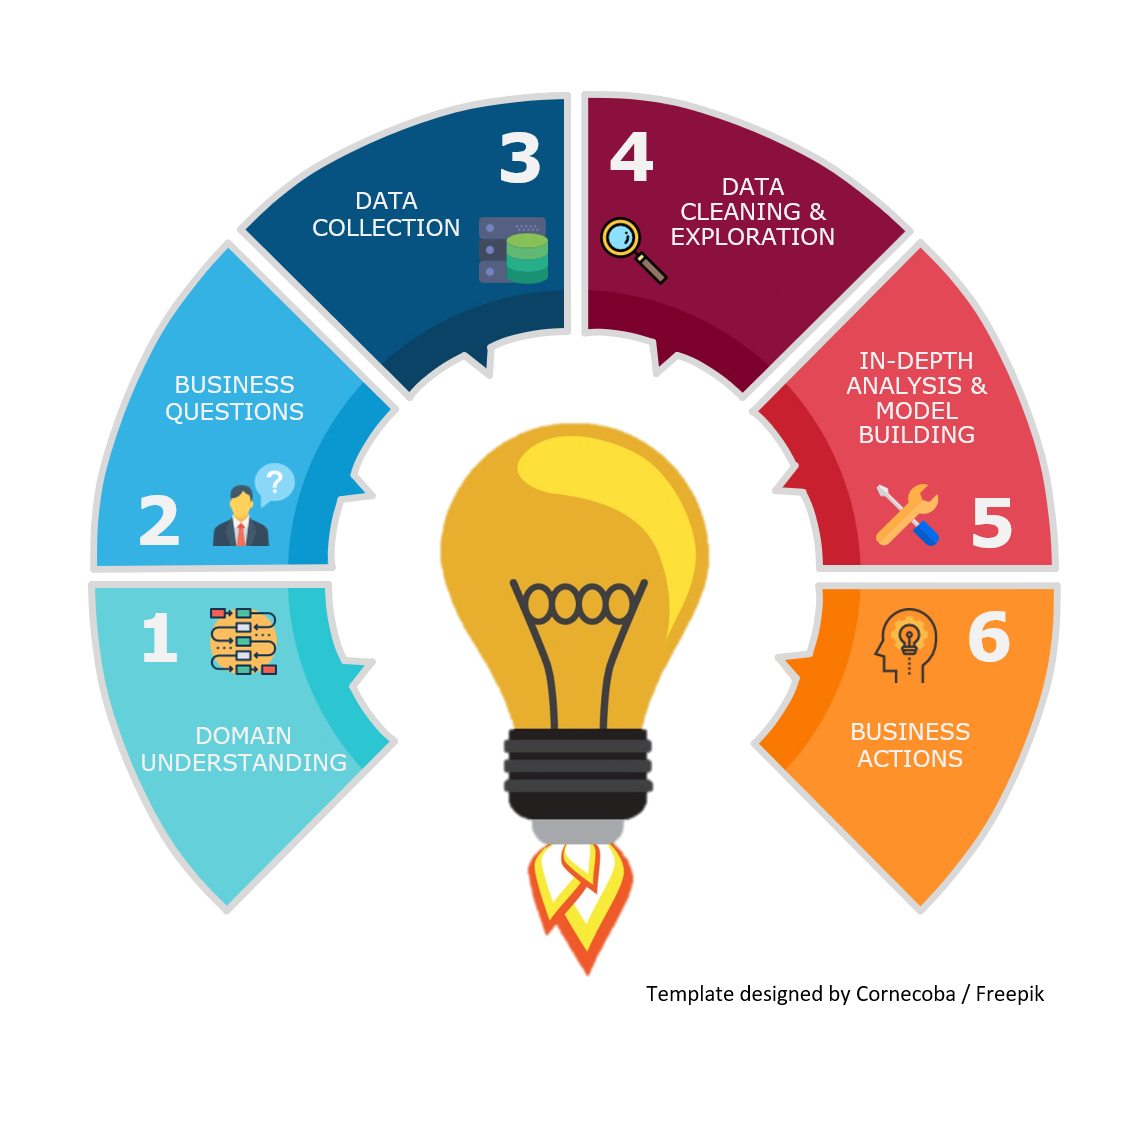 1
DOMAIN
UNDERSTANDING
2
BUSINESS
QUESTIONS
?
3
DATA
COLLECTION
4
DATA
CLEANING &
EXPLORATION
5
IN-DEPTH
ANALYSIS &
MODEL
BUILDING
6
BUSINESS
ACTIONS
Template designed by Cornecoba / Freepik